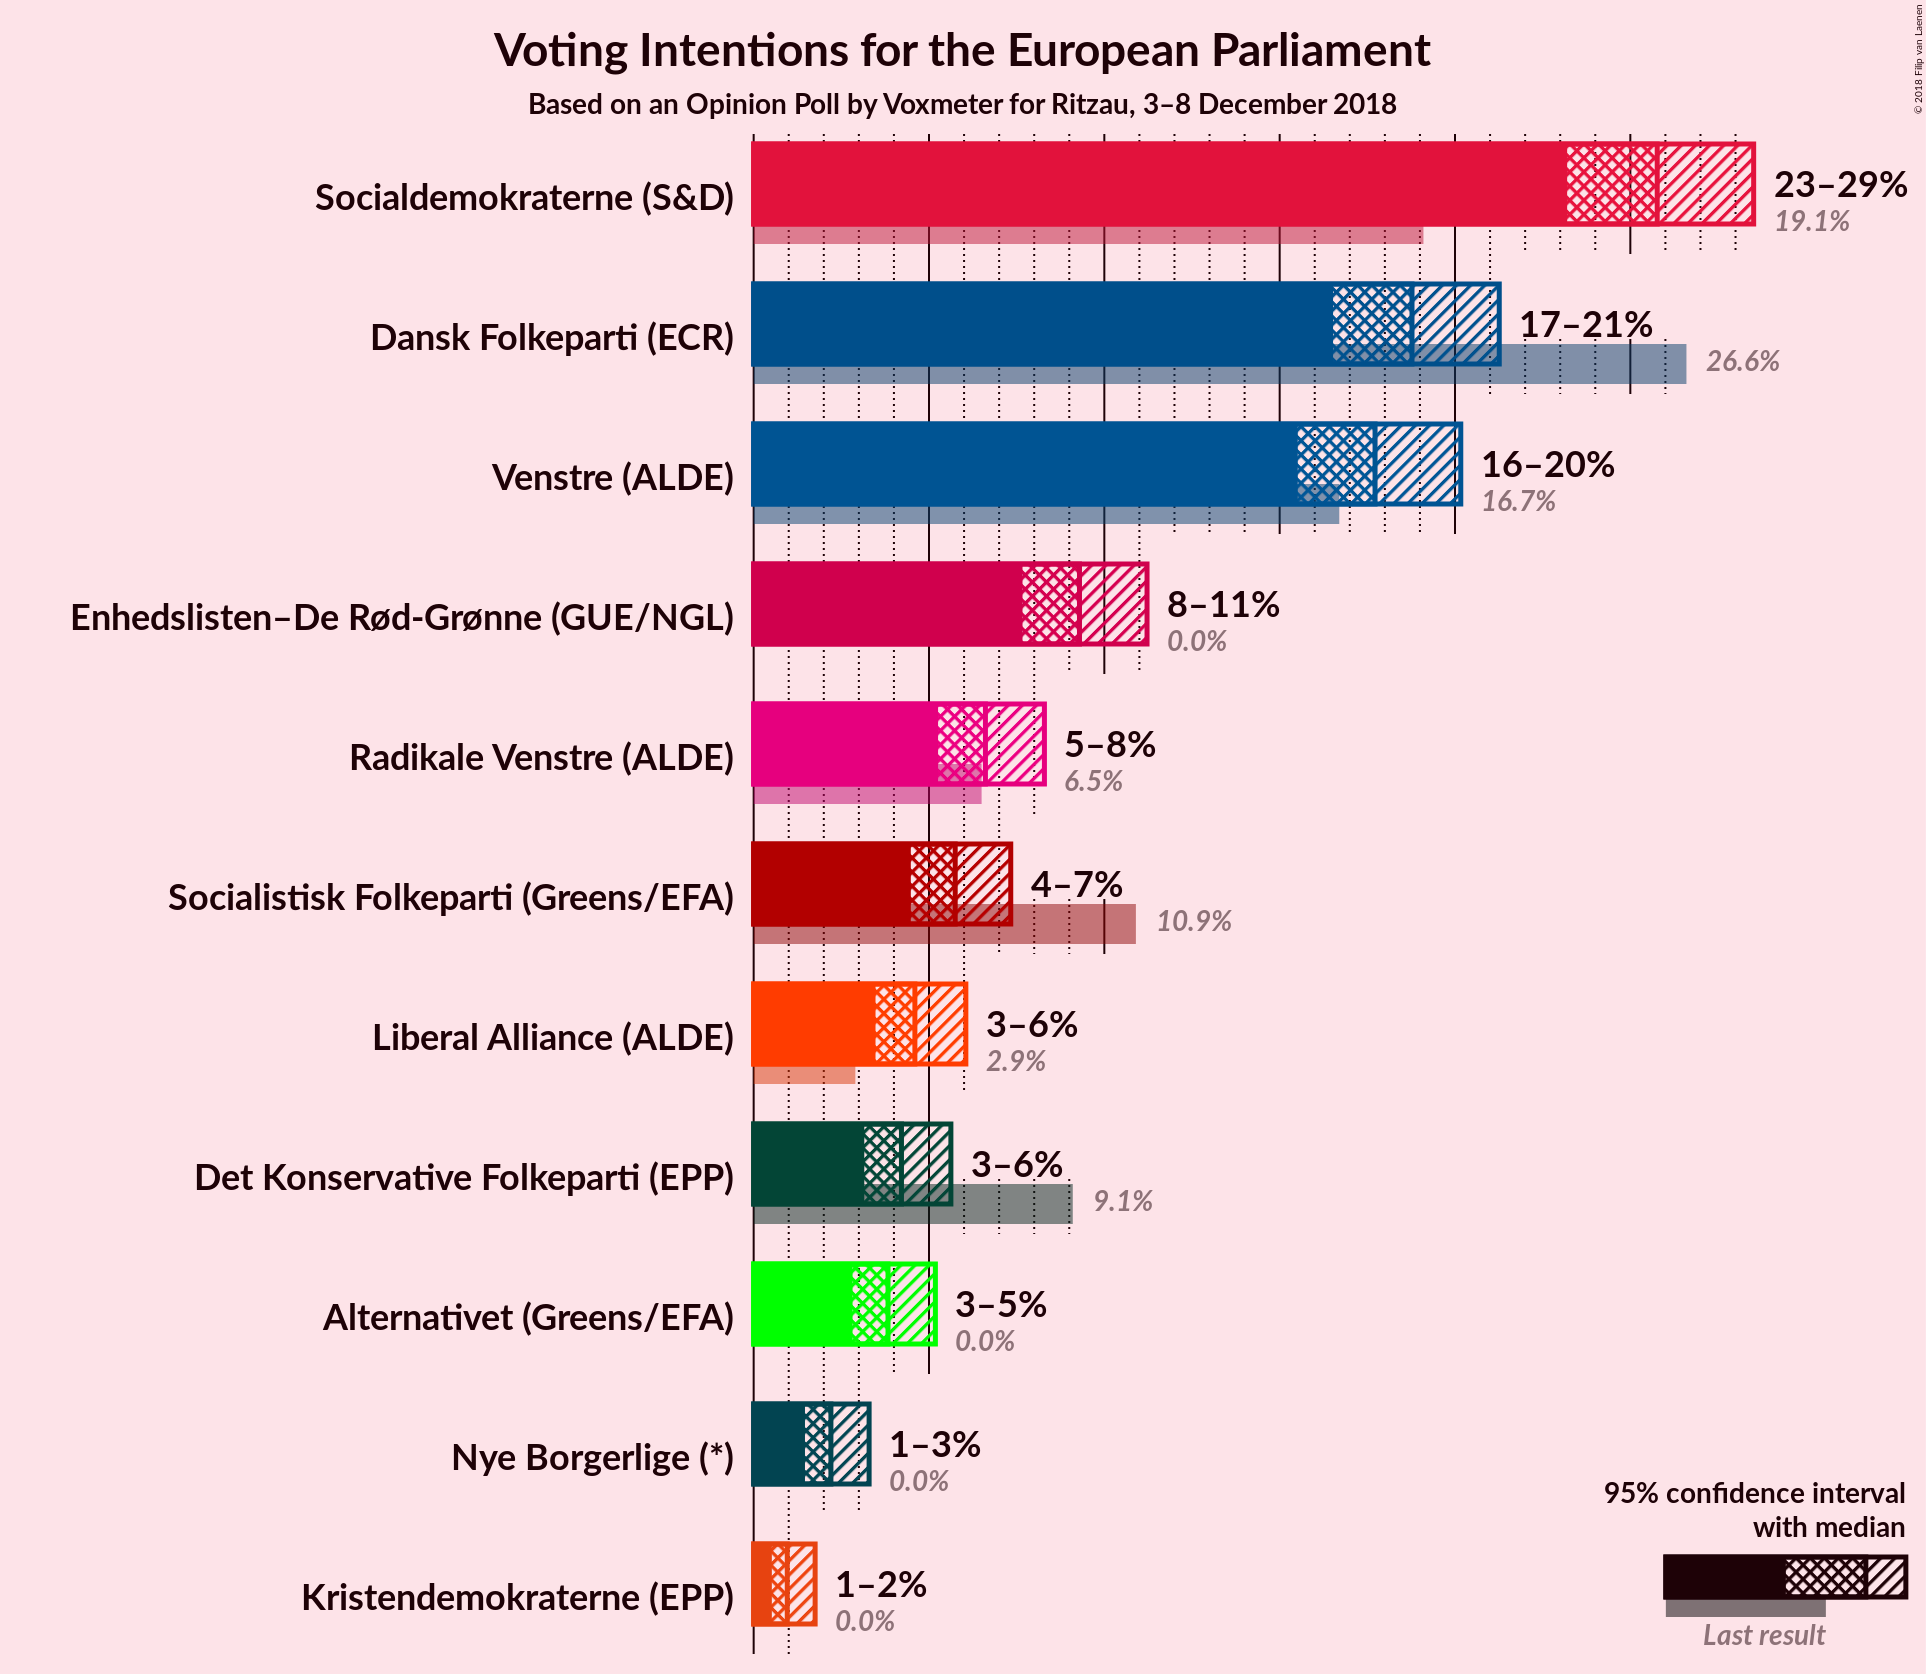 © 2018 Filip van Laenen
Voting Intentions for the European Parliament
Based on an Opinion Poll by Voxmeter for Ritzau, 3–8 December 2018
Socialdemokraterne (S&D)
23–29%
19.1%
Dansk Folkeparti (ECR)
17–21%
26.6%
Venstre (ALDE)
16–20%
16.7%
Enhedslisten–De Rød-Grønne (GUE/NGL)
8–11%
0.0%
Radikale Venstre (ALDE)
5–8%
6.5%
Socialistisk Folkeparti (Greens/EFA)
4–7%
10.9%
Liberal Alliance (ALDE)
3–6%
2.9%
Det Konservative Folkeparti (EPP)
3–6%
9.1%
Alternativet (Greens/EFA)
3–5%
0.0%
Nye Borgerlige (*)
1–3%
0.0%
Kristendemokraterne (EPP)
1–2%
0.0%
95% confidence interval
with median
Last result